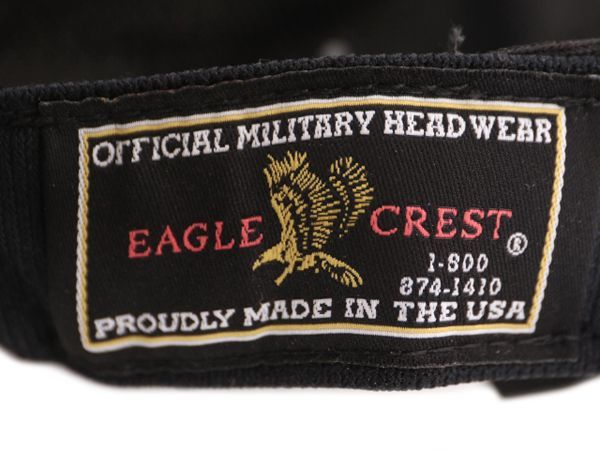 OFFICIAL MILITARY HEADWEAR
EAGLE CREST ®
1-800
874-1410
PROUDLY MADE IN THE USA